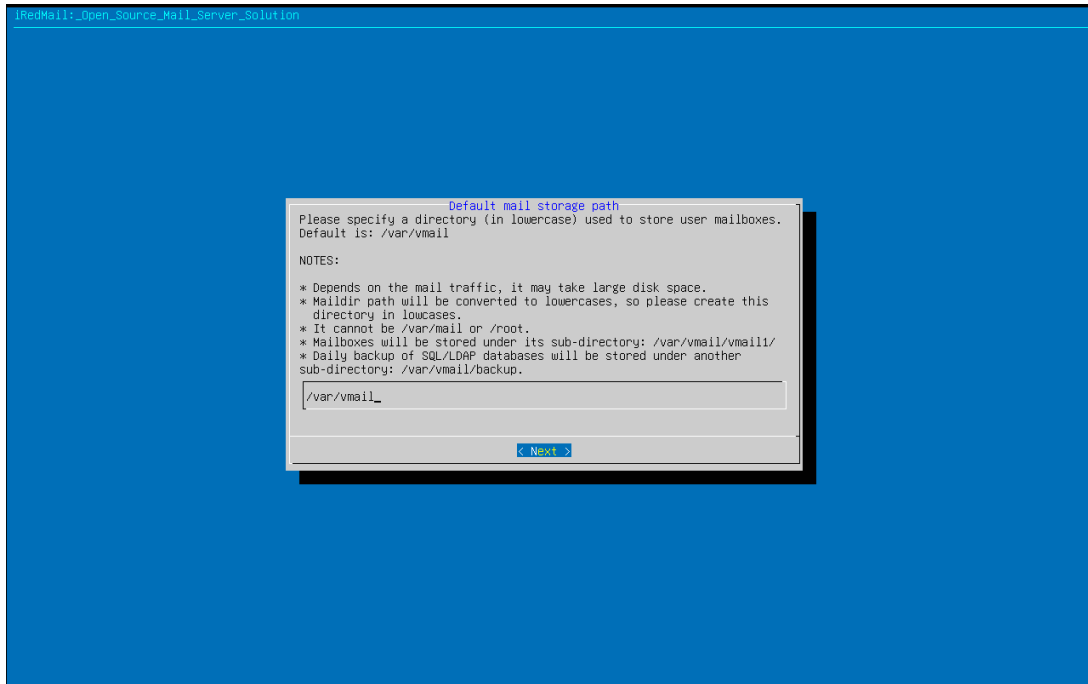 iRedMail:_Open_Source_Mail_Server_Solution
Default mail storage path
Please specify a directory (in lowercase) used to store user mailboxes.
Default is: /var/vmail
NOTES:
* Depends on the mail traffic, it may take large disk space.
* Maildir path will be converted to lowercases, so please create this
directory in lowcases.
* It cannot be /var/mail or /root.
* Mailboxes will be stored under its sub-directory: /var/vmail/vmail1/
* Daily backup of SQL/LDAP databases will be stored under another
sub-directory: /var/vmail/backup.
/var/vmail_
< Next >